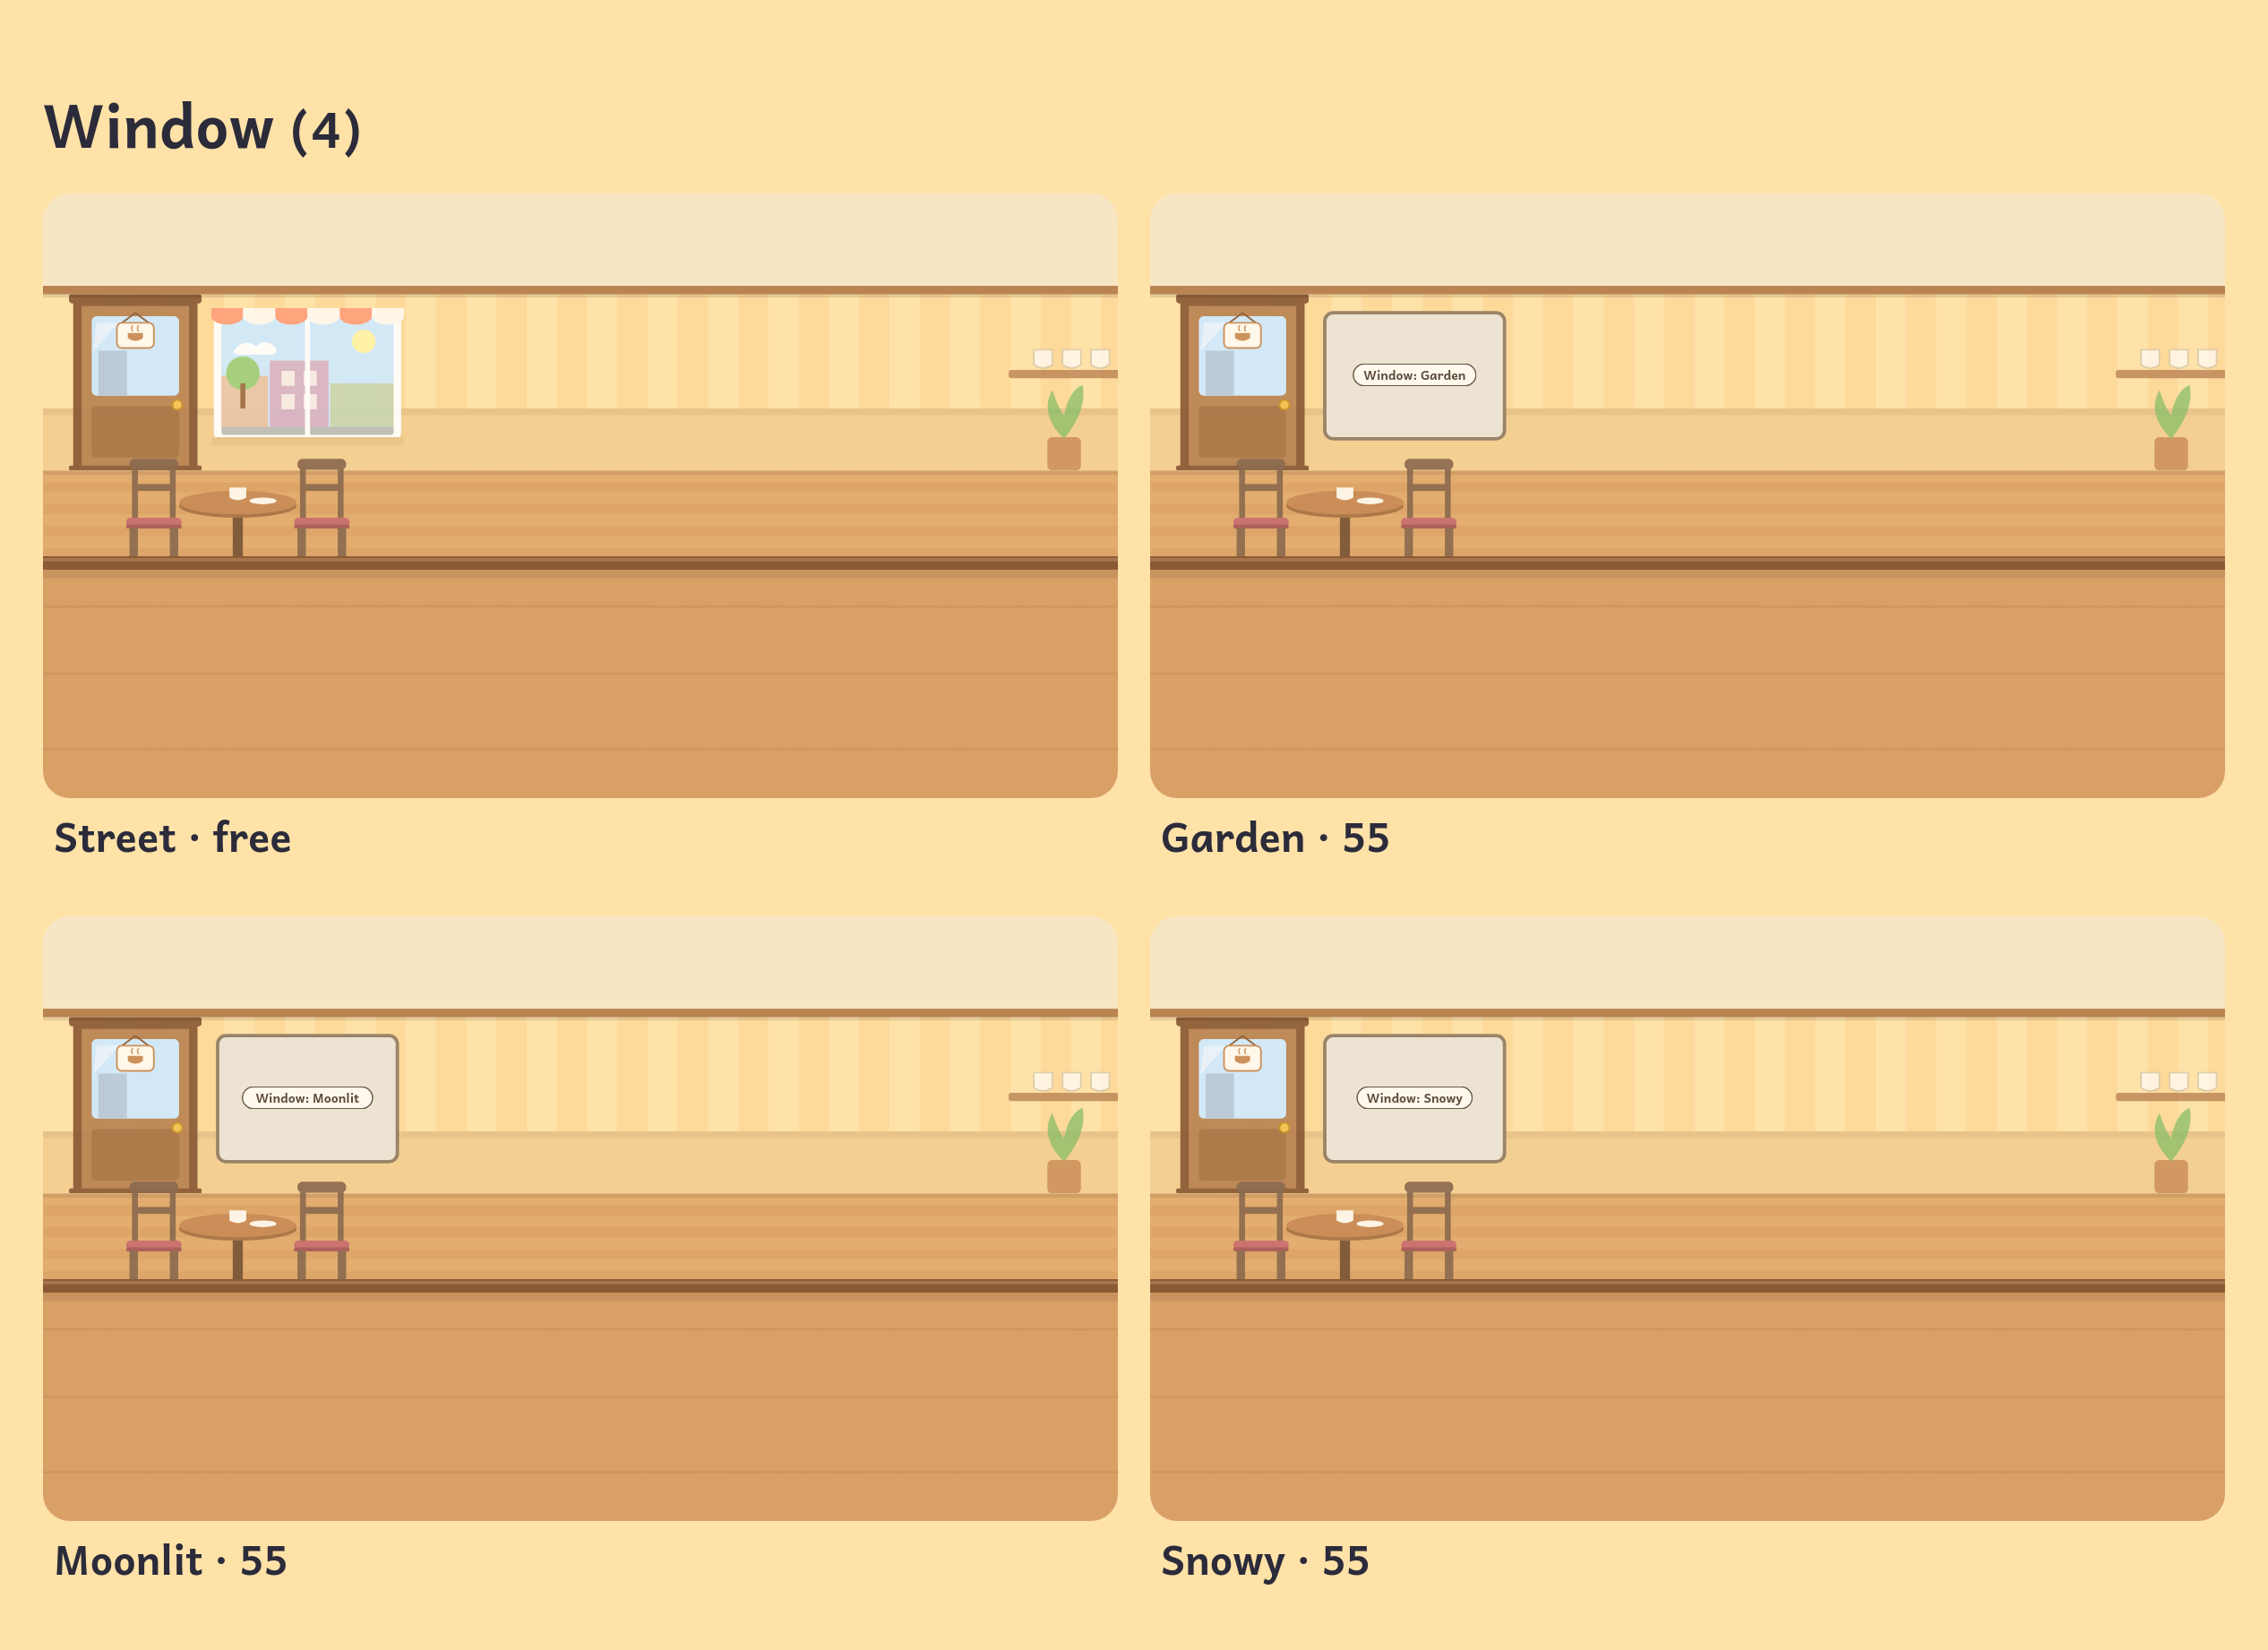 Window (4)
Street · free
Window: Garden
Garden · 55
Window: Moonlit
Moonlit · 55
Window: Snowy
Snowy · 55